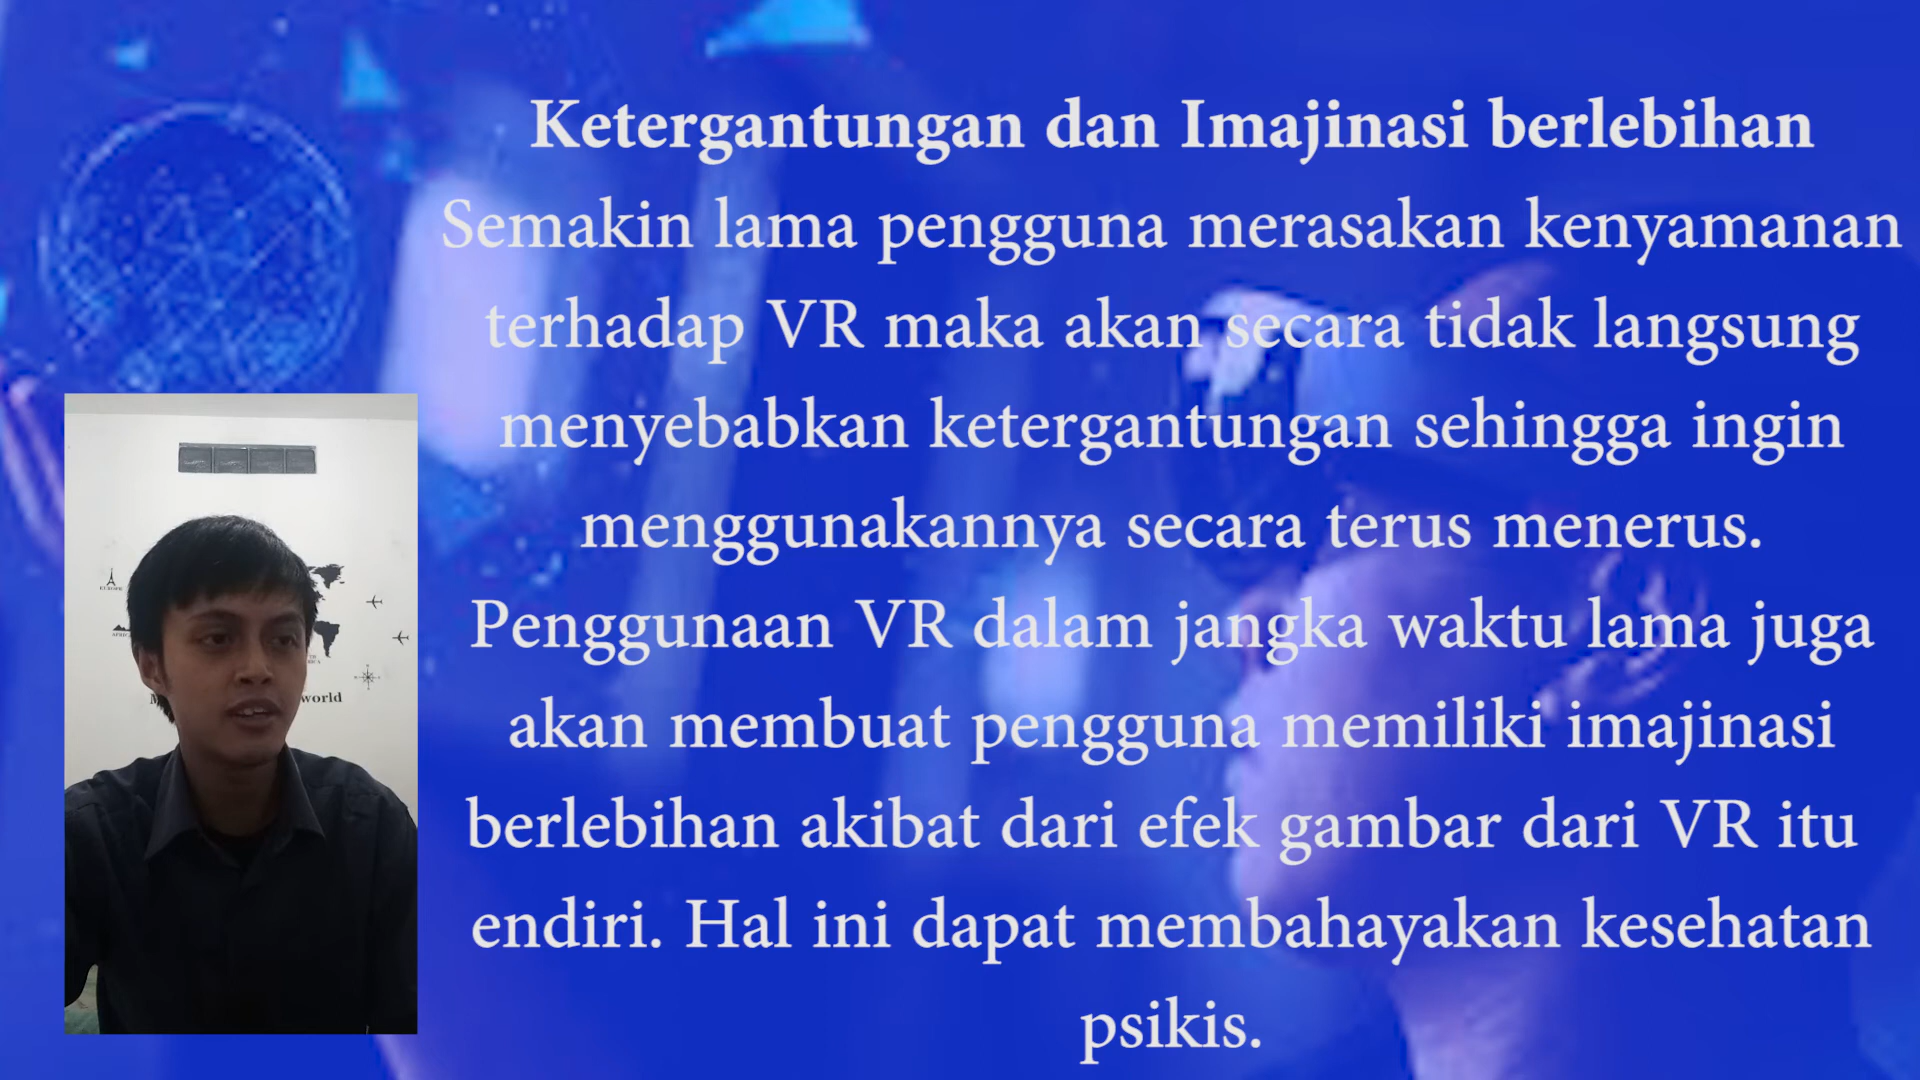 Ketergantungan dan Imajinasi berlebihan
Semakin lama pengguna merasakan kenyamanan
terhadap VR maka akan secara tidak langsung
menyebabkan ketergantungan sehingga ingin
menggunakannya secara terus menerus.
Penggunaan VR dalam jangka waktu lama juga
akan membuat pengguna memiliki imajinasi
berlebihan akibat dari efek gambar dari VR itu
endiri. Hal ini dapat membahayakan kesehatan
psikis.
EUROPE
world